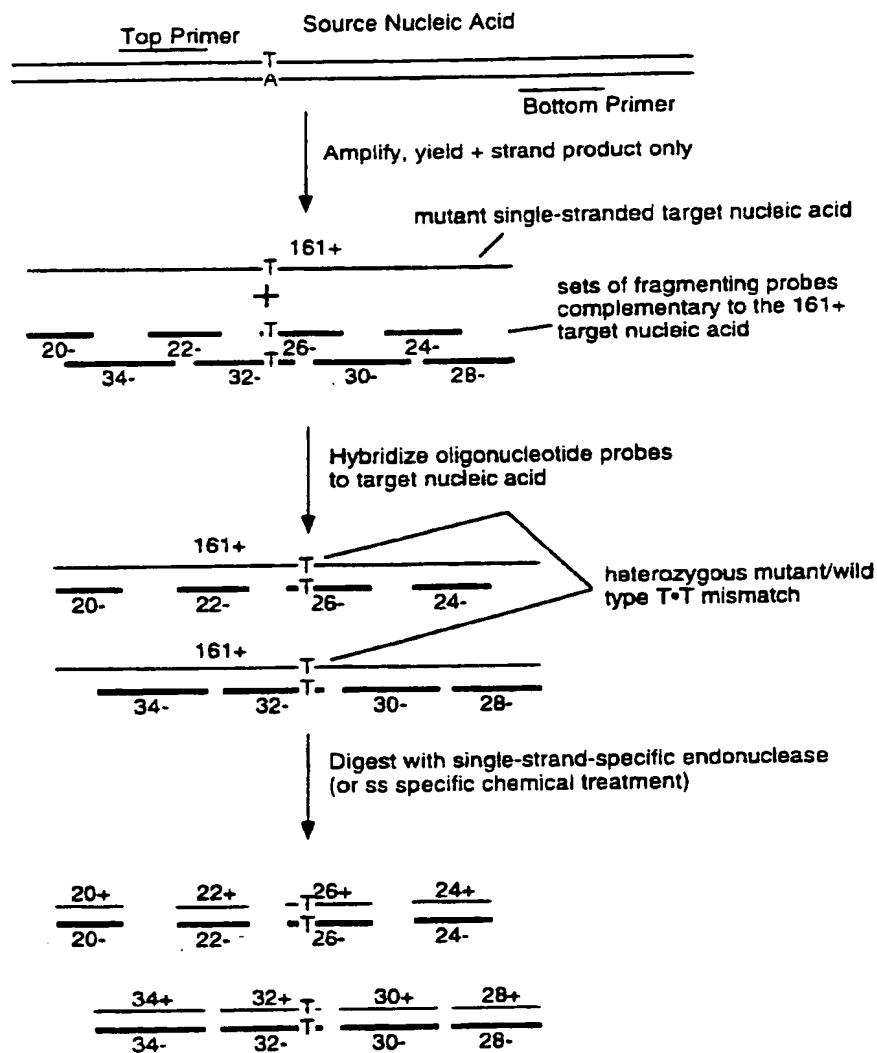 Source Nucleic Acid
Top Primer
T
A
Bottom Primer
Amplify, yield + strand product only
mutant single-stranded target nucleic acid
161+
T
+
sets of fragmenting probes
complementary to the 161+
target nucleic acid
T
20- 22- 26- 24-
T
34- 32- 30- 28-
Hybridize oligonucleotide probes
to target nucleic acid
161+
T
T
20- 22- 26- 24-
heterozygous mutant/wild
type T•T mismatch
161+
T
T
34- 32- 30- 28-
Digest with single-strand-specific endonuclease
(or ss specific chemical treatment)
20+ 22+ 26+ 24+
T
T
20- 22- 26- 24-
34+ 32+ T 30+ 28+
T
34- 32- 30- 28-